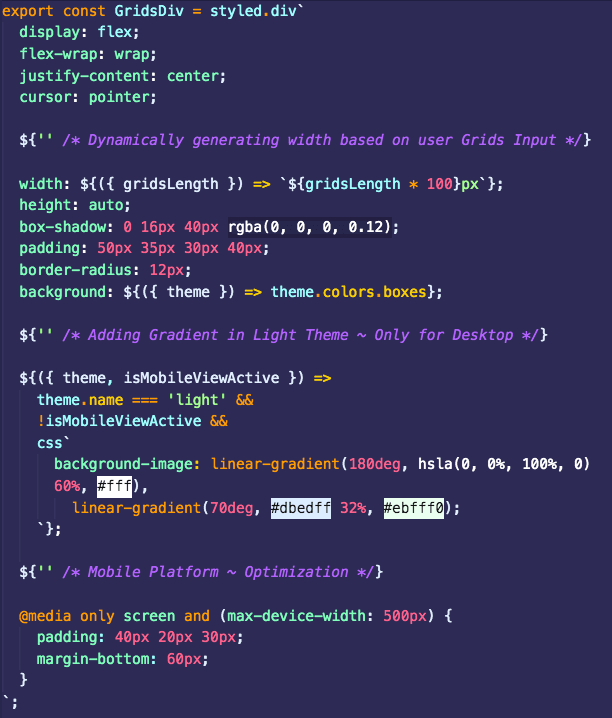 export const GridsDiv = styled.div`
display: flex;
flex-wrap: wrap;
justify-content: center;
cursor: pointer;
${'' /* Dynamically generating width based on user Grids Input */}
width: ${({ gridsLength }) => `${gridsLength * 100}px`};
height: auto;
box-shadow: 0 16px 40px rgba(0, 0, 0, 0.12);
padding: 50px 35px 30px 40px;
border-radius: 12px;
background: ${({ theme }) => theme.colors.boxes};
${'' /* Adding Gradient in Light Theme ~ Only for Desktop */}
${({ theme, isMobileViewActive }) =>
theme.name === 'light' &&
!isMobileViewActive &&
css`
background-image: linear-gradient(180deg, hsla(0, 0%, 100%, 0)
60%, #fff),
linear-gradient(70deg, #dbedff 32%, #ebfff0);
`};
${'' /* Mobile Platform ~ Optimization */}
@media only screen and (max-device-width: 500px) {
padding: 40px 20px 30px;
margin-bottom: 60px;
}
`;